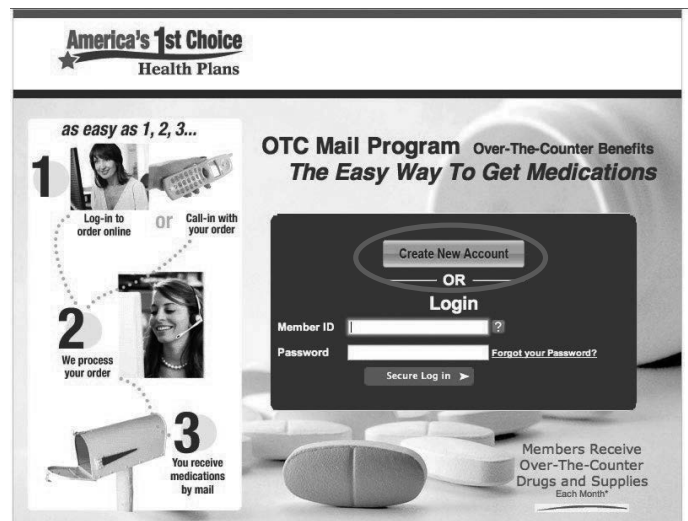 America's 1st Choice
Health Plans
as easy as 1, 2, 3...
1
Log-in to
order online
or
Call-in with
your order
2
We process
your order
3
You receive
medications
by mail
OTC Mail Program Over-The-Counter Benefits
The Easy Way To Get Medications
Create New Account
OR
Login
Member ID
?
Password
Forgot your Password?
Secure Log in
Members Receive
Over-The-Counter
Drugs and Supplies
Each Month*